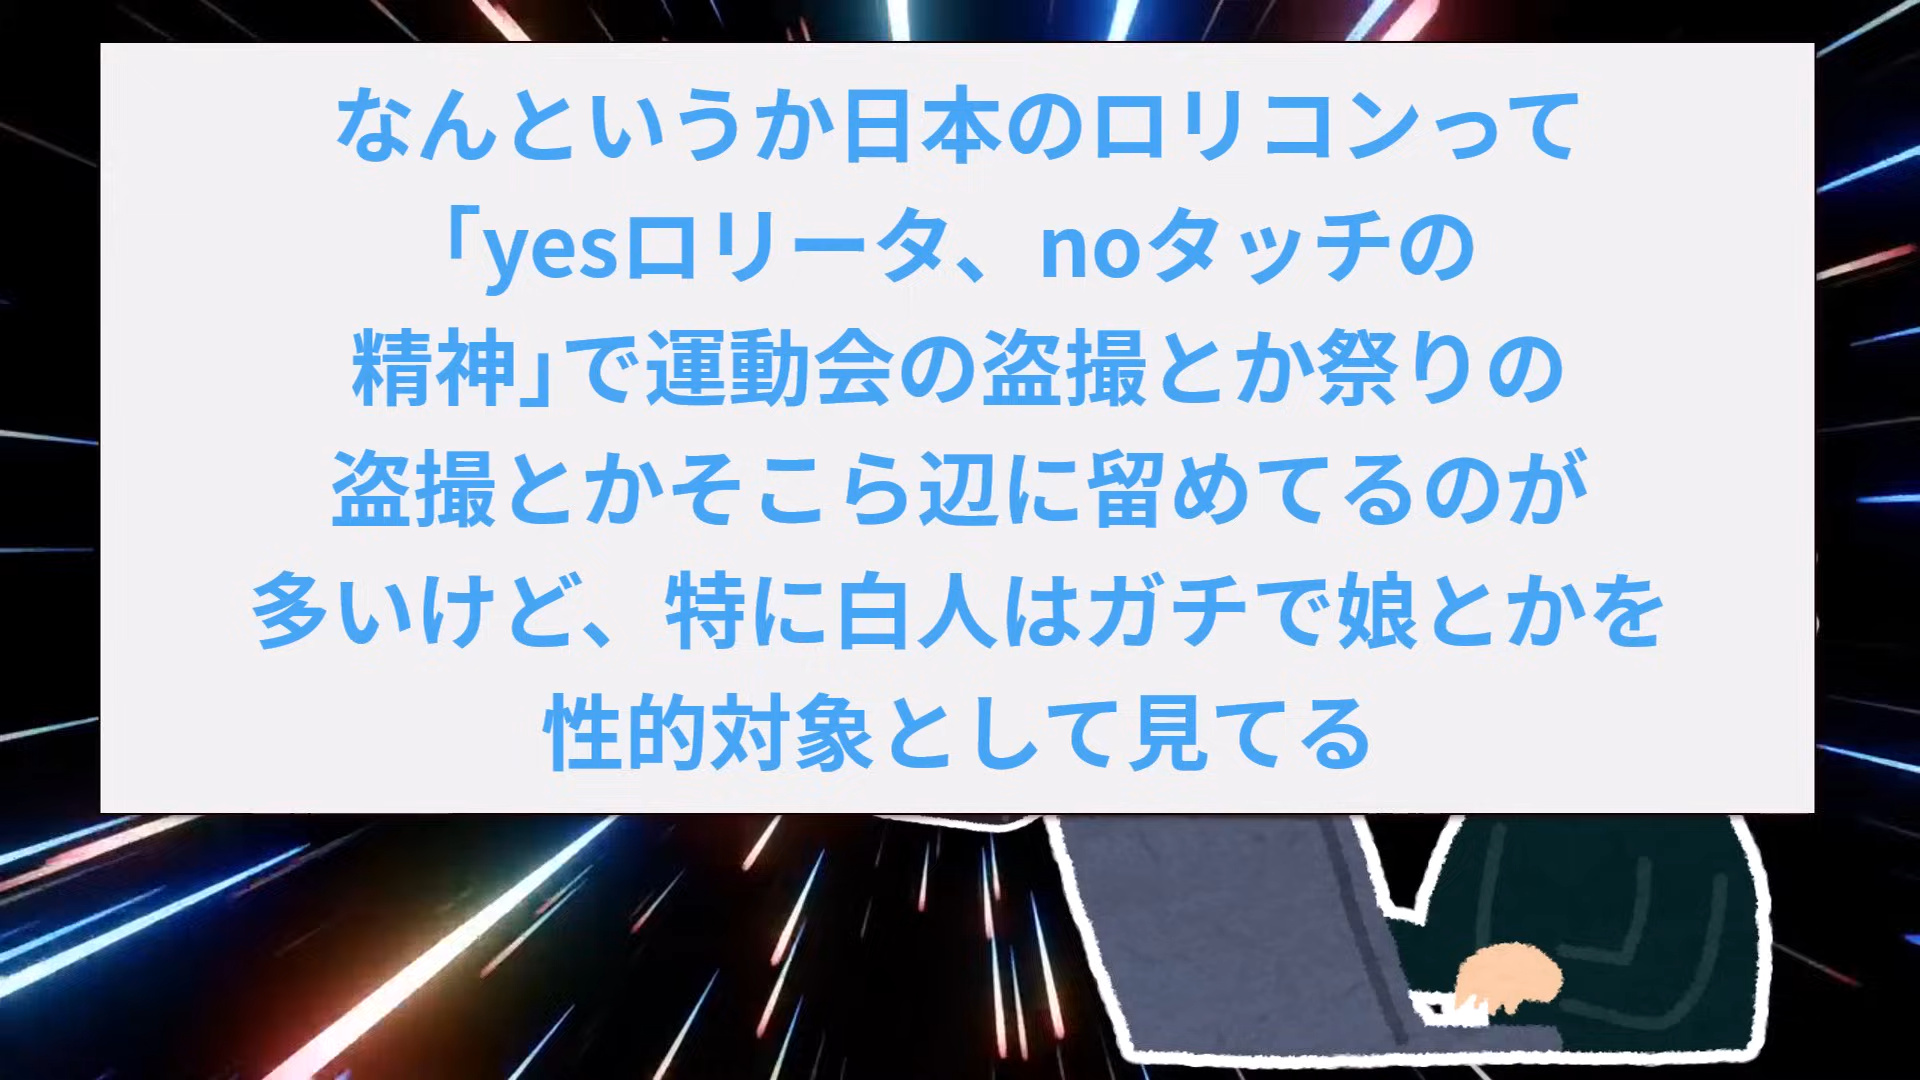 なんというか日本のロリコンって
｢yesロリータ、noタッチの
精神｣で運動会の盗撮とか祭りの
盗撮とかそこら辺に留めてるのが
多いけど、特に白人はガチで娘とかを
性的対象として見てる